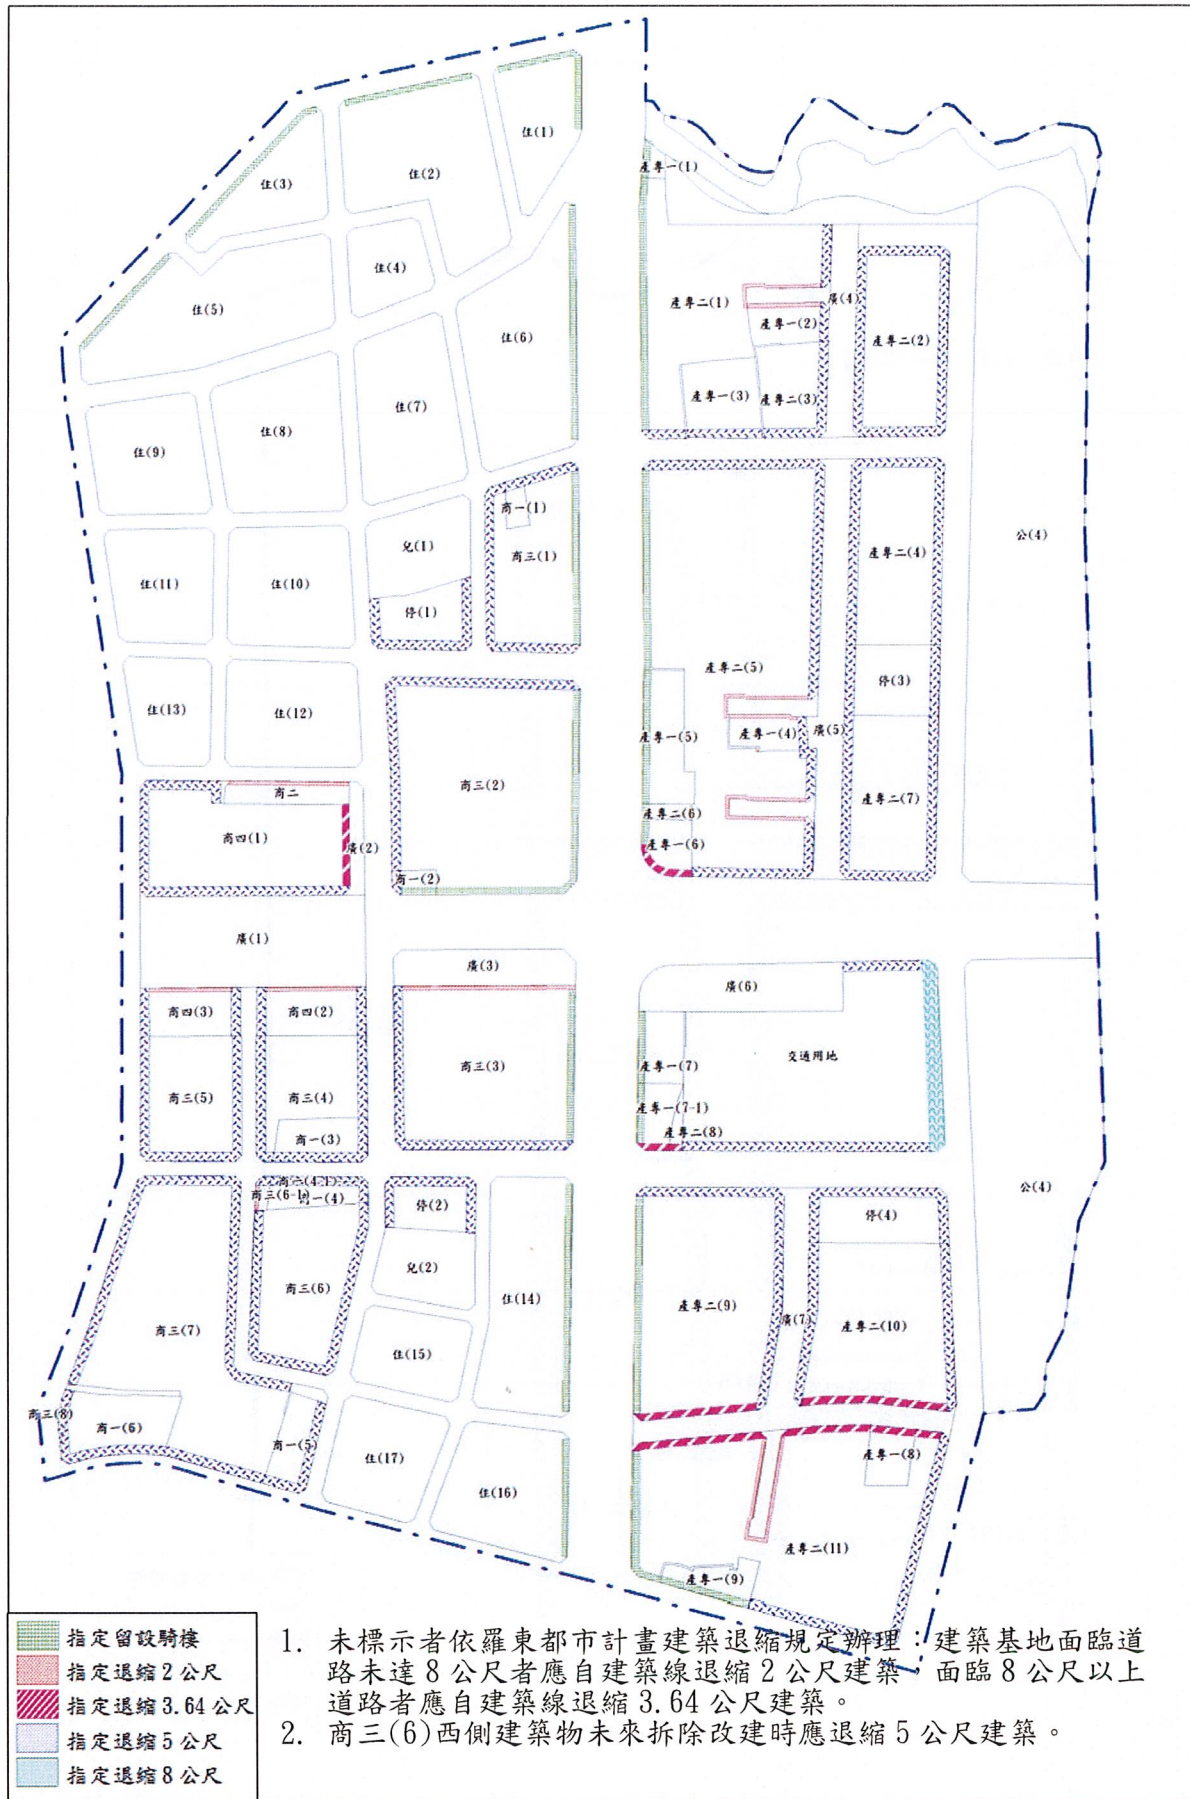 住(1)
住(2)
住(3)
產專一(1)
住(4)
住(5)
產專二(1)
廣(4)
產專一(2)
產專二(2)
住(6)
產專一(3)
產專二(3)
住(7)
住(8)
住(9)
商一(1)
商三(1)
兒(1)
公(4)
產專二(4)
住(11)
住(10)
停(1)
產專二(5)
停(3)
住(13)
住(12)
產專一(5)
產專一(4)
廣(5)
商二
商三(2)
產專二(7)
產專二(6)
商四(1)
廣(2)
產專一(6)
商一(2)
廣(1)
廣(3)
廣(6)
商四(3)
商四(2)
交通用地
商三(3)
產專一(7)
商三(5)
商三(4)
產專一(7-1)
商一(3)
產專二(8)
商三(6-1)
一(4)
停(2)
公(4)
停(4)
兒(2)
商三(6)
住(14)
產專二(9)
廣(7)
產專二(10)
商三(7)
住(15)
商三(8)
商一(6)
商一(5)
住(17)
產專一(8)
住(16)
產專二(11)
產專一(9)
指定留設騎樓
指定退縮2公尺
指定退縮3.64公尺
指定退縮5公尺
指定退縮8公尺
1. 未標示者依羅東都市計畫建築退縮規定辦理：建築基地面臨道
路未達8公尺者應自建築線退縮2公尺建築，面臨8公尺以上
道路者應自建築線退縮3.64公尺建築。
2. 商三(6)西側建築物未來拆除改建時應退縮5公尺建築。